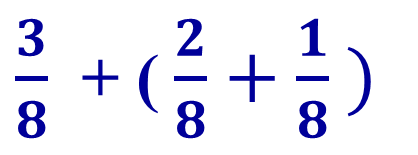 3/8 + ( 2/8 + 1/8 )